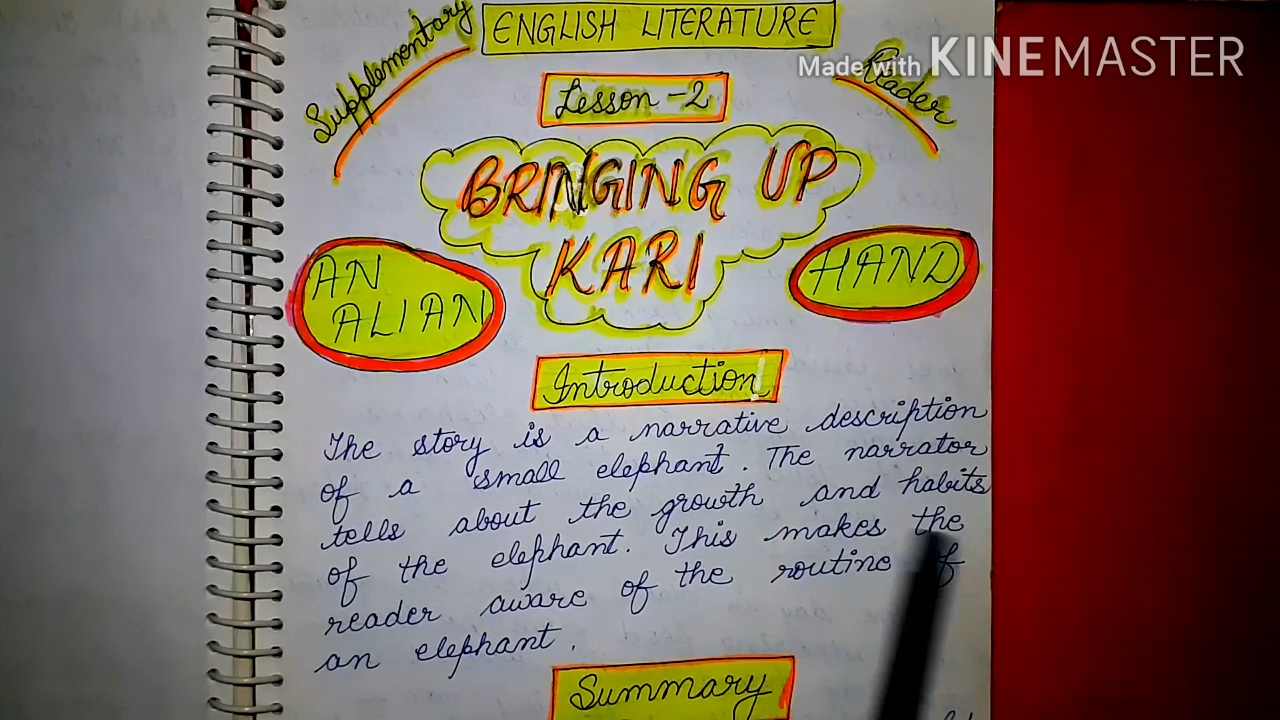 Supplementary
ENGLISH LITERATURE
Made with KINEMASTER
Reader
Lesson -2
BRINGING UP
KARI
AN
ALIAN
HAND
Introduction
The story is a narrative description
of a small elephant. The narrator
tells about the growth and habits
of the elephant. This makes the
reader aware of the routine of
an elephant.
Summary